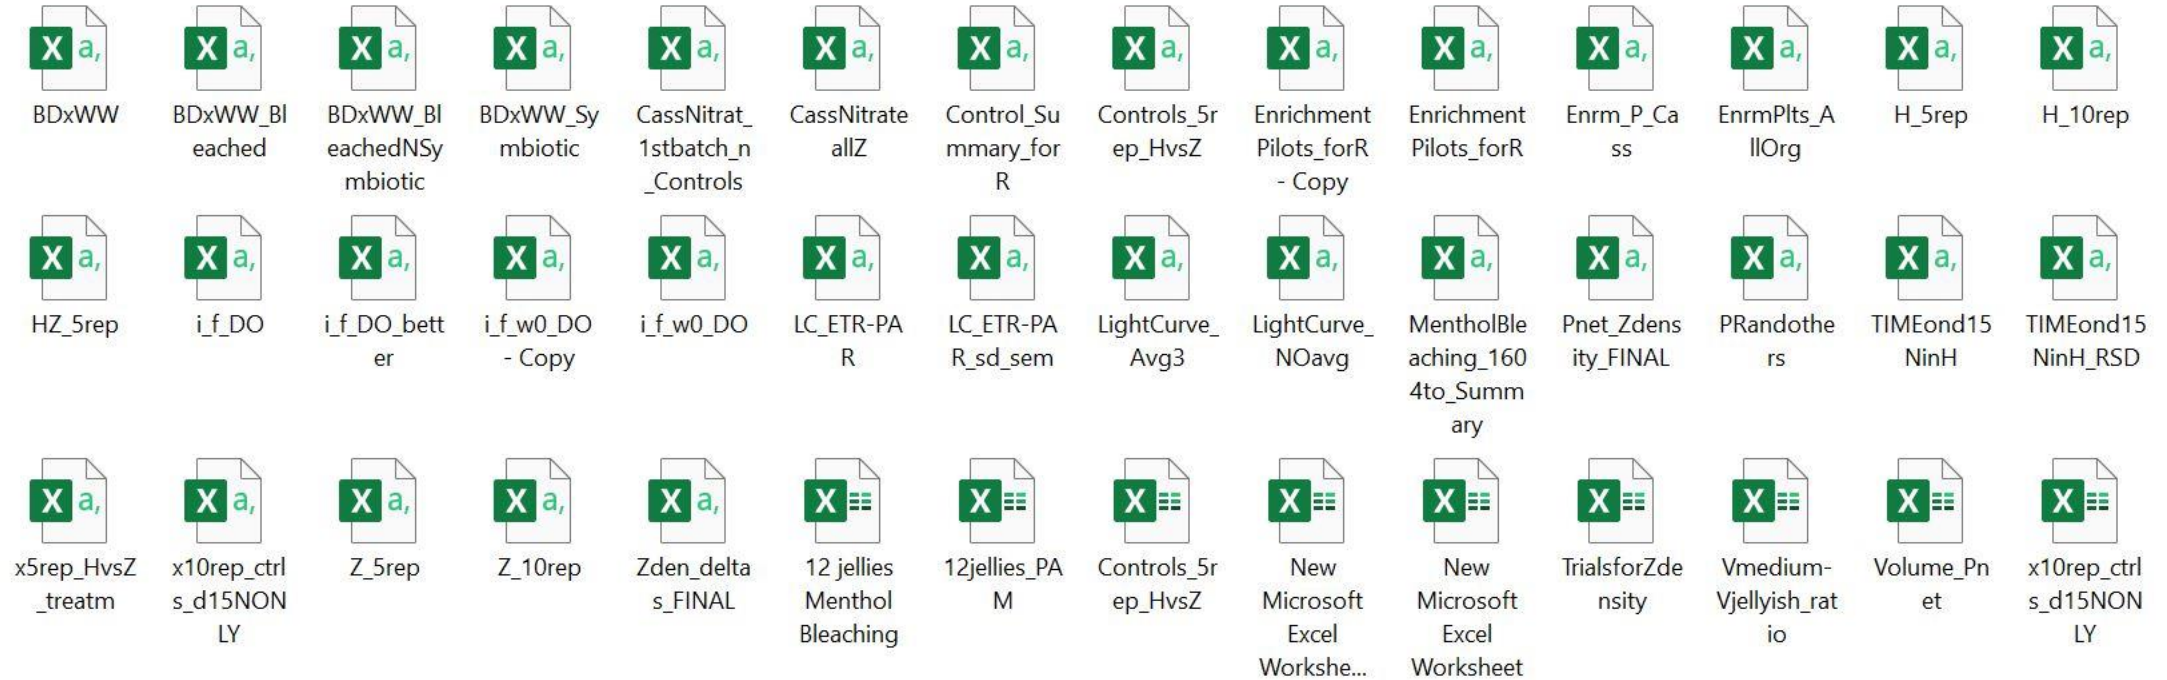 BDxWW
BDxWW_Bl
eached
BDxWW_Bl
eachedNSy
mbiotic
BDxWW_Sy
mbiotic
CassNitrat_
1stbatch_n
_Controls
CassNitrate
allZ
Control_Su
mmary_for
R
Controls_5r
ep_HvsZ
Enrichment
Pilots_forR
- Copy
Enrichment
Pilots_forR
Enrm_P_Ca
ss
EnrmPlts_A
llOrg
H_5rep
H_10rep
HZ_5rep
i_f_DO
i_f_DO_bett
er
i_f_w0_DO
- Copy
i_f_w0_DO
LC_ETR-PA
R
LC_ETR-PA
R_sd_sem
LightCurve_
Avg3
LightCurve_
NOavg
MentholBle
aching_160
4to_Summ
ary
Pnet_Zdens
ity_FINAL
PRandothe
rs
TIMEond15
NinH
TIMEond15
NinH_RSD
x5rep_HvsZ
_treatm
x10rep_ctrl
s_d15NON
LY
Z_5rep
Z_10rep
Zden_delta
s_FINAL
12 jellies
Menthol
Bleaching
12jellies_PA
M
Controls_5r
ep_HvsZ
New
Microsoft
Excel
Workshe...
New
Microsoft
Excel
Worksheet
TrialsforZde
nsity
Vmedium-
Vjellyish_rat
io
Volume_Pn
et
x10rep_ctrl
s_d15NON
LY